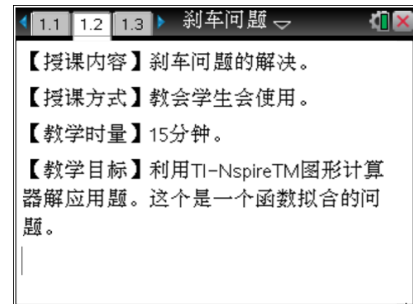 1.1 1.2 1.3 刹车问题
【授课内容】刹车问题的解决。
【授课方式】教会学生会使用。
【教学时量】15分钟。
【教学目标】利用TI-NspireTM图形计算
器解应用题。这个是一个函数拟合的问
题。